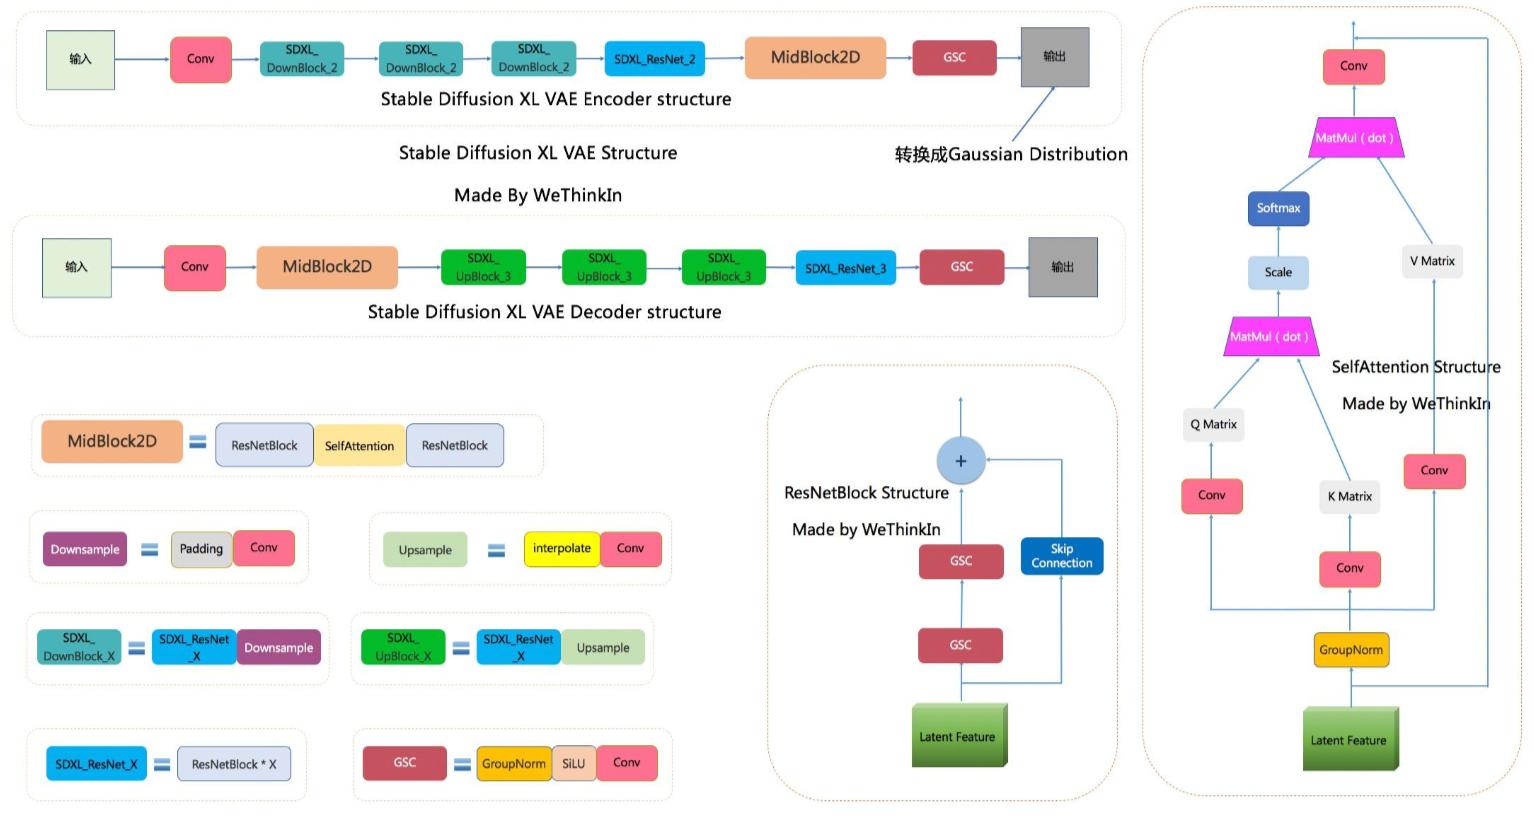 输入
Conv
SDXL_
DownBlock_2
SDXL_
DownBlock_2
SDXL_
DownBlock_2
SDXL_ResNet_2
MidBlock2D
GSC
输出
Stable Diffusion XL VAE Encoder structure
Stable Diffusion XL VAE Structure
转换成Gaussian Distribution
Made By WeThinkIn
输入
Conv
MidBlock2D
SDXL_
UpBlock_3
SDXL_
UpBlock_3
SDXL_
UpBlock_3
SDXL_ResNet_3
GSC
输出
Stable Diffusion XL VAE Decoder structure
MidBlock2D
ResNetBlock
SelfAttention
ResNetBlock
Downsample
Padding
Conv
Upsample
interpolate
Conv
SDXL_
DownBlock_X
SDXL_ResNet
_X
Downsample
SDXL_
UpBlock_X
SDXL_ResNet
_X
Upsample
SDXL_ResNet_X
ResNetBlock * X
GSC
GroupNorm
SiLU
Conv
+
ResNetBlock Structure
Made by WeThinkIn
GSC
Skip
Connection
GSC
Latent Feature
Conv
MatMul ( dot )
Softmax
V Matrix
Scale
MatMul ( dot )
SelfAttention Structure
Made by WeThinkIn
Q Matrix
Conv
K Matrix
Conv
Conv
GroupNorm
Latent Feature